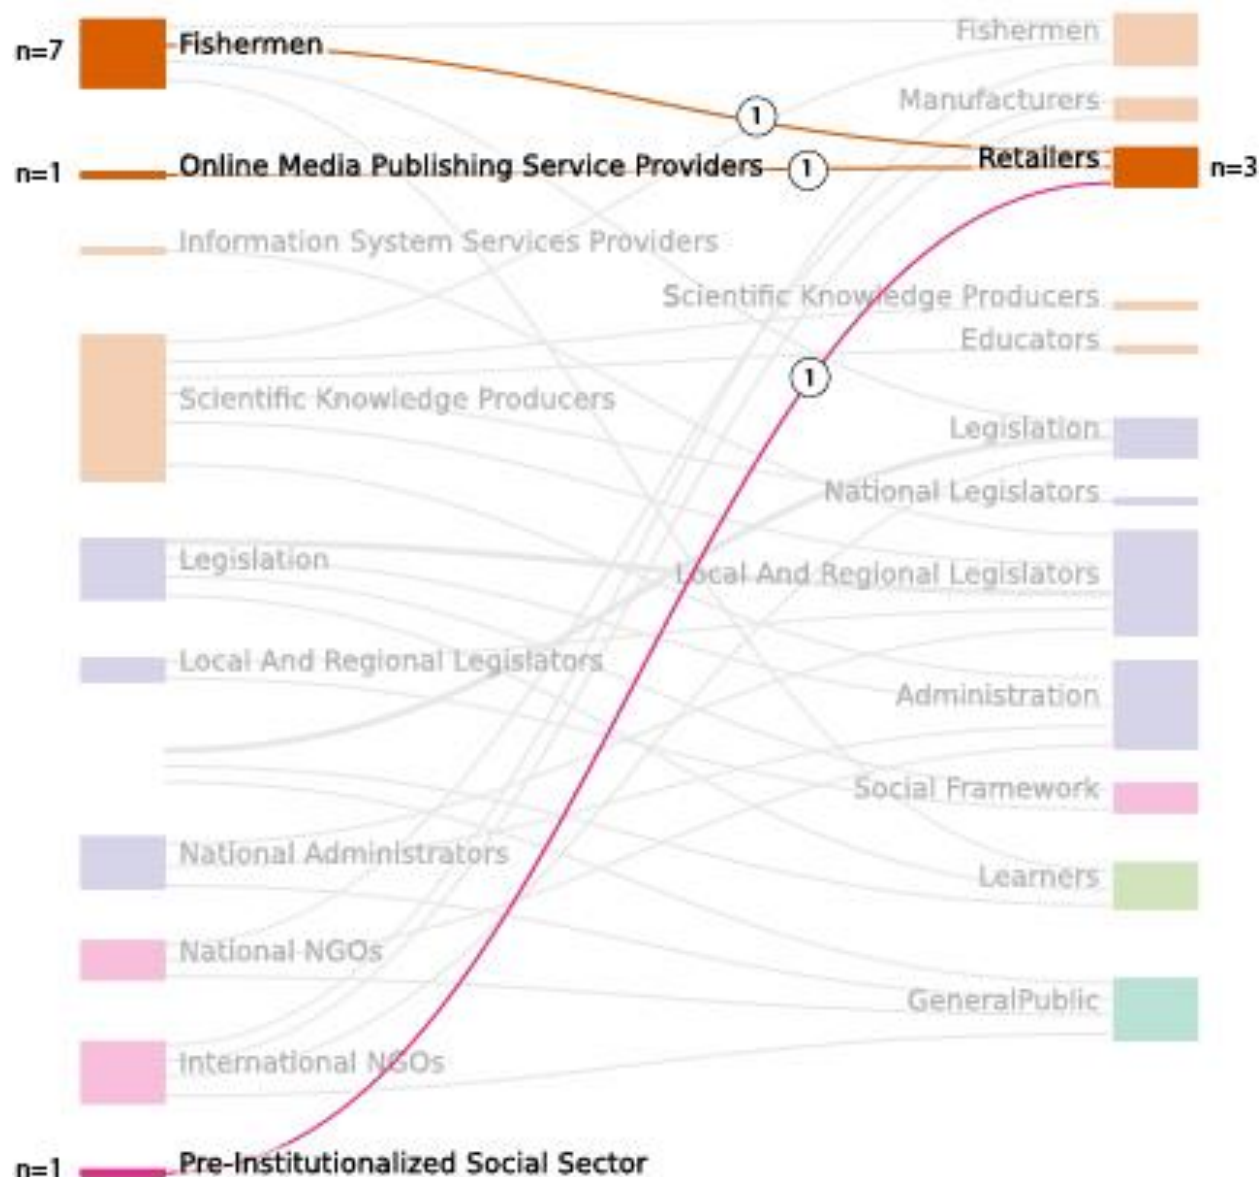 Fishermen
n=7
Fishermen
Manufacturers
1
Retailers
n=3
n=1
Online Media Publishing Service Providers
1
Information System Services Providers
Scientific Knowledge Producers
Educators
1
Scientific Knowledge Producers
Legislation
National Legislators
Legislation
Local And Regional Legislators
Local And Regional Legislators
Administration
Social Framework
National Administrators
Learners
National NGOs
GeneralPublic
International NGOs
n=1
Pre-Institutionalized Social Sector